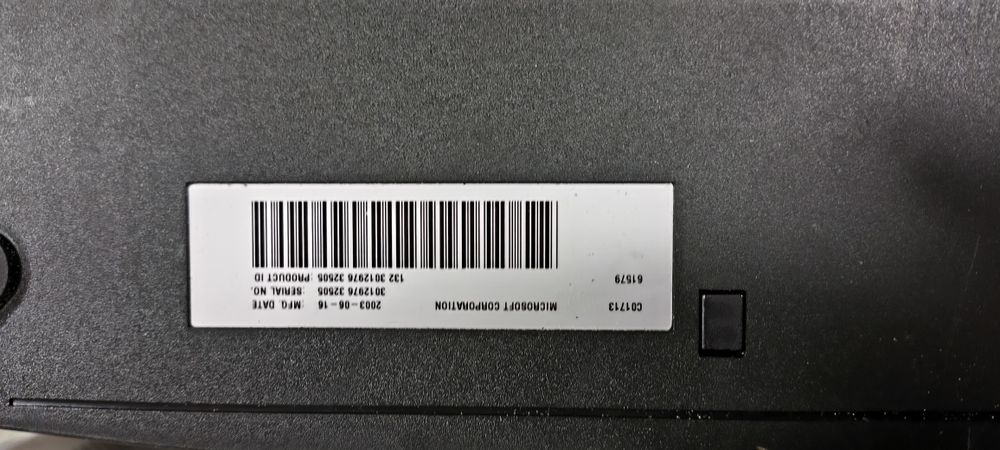 C01713 MICROSOFT CORPORATION 2003-06-16 :MFG. DATE
3012976 32505 :SERIAL NO.
61579 132 3012976 32505 :PRODUCT ID